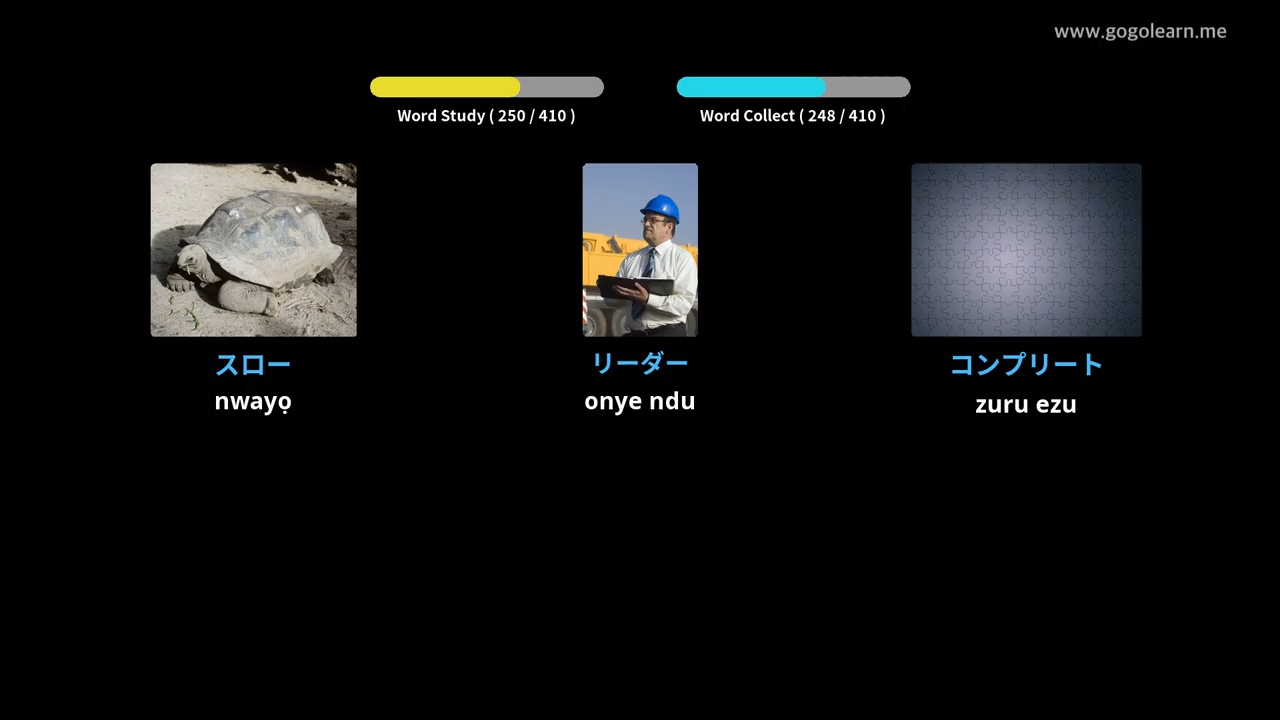 www.gogolearn.me
Word Study ( 250 / 410 )
Word Collect ( 248 / 410 )
スロー
リーダー
コンプリート
nwayọ
onye ndu
zuru ezu